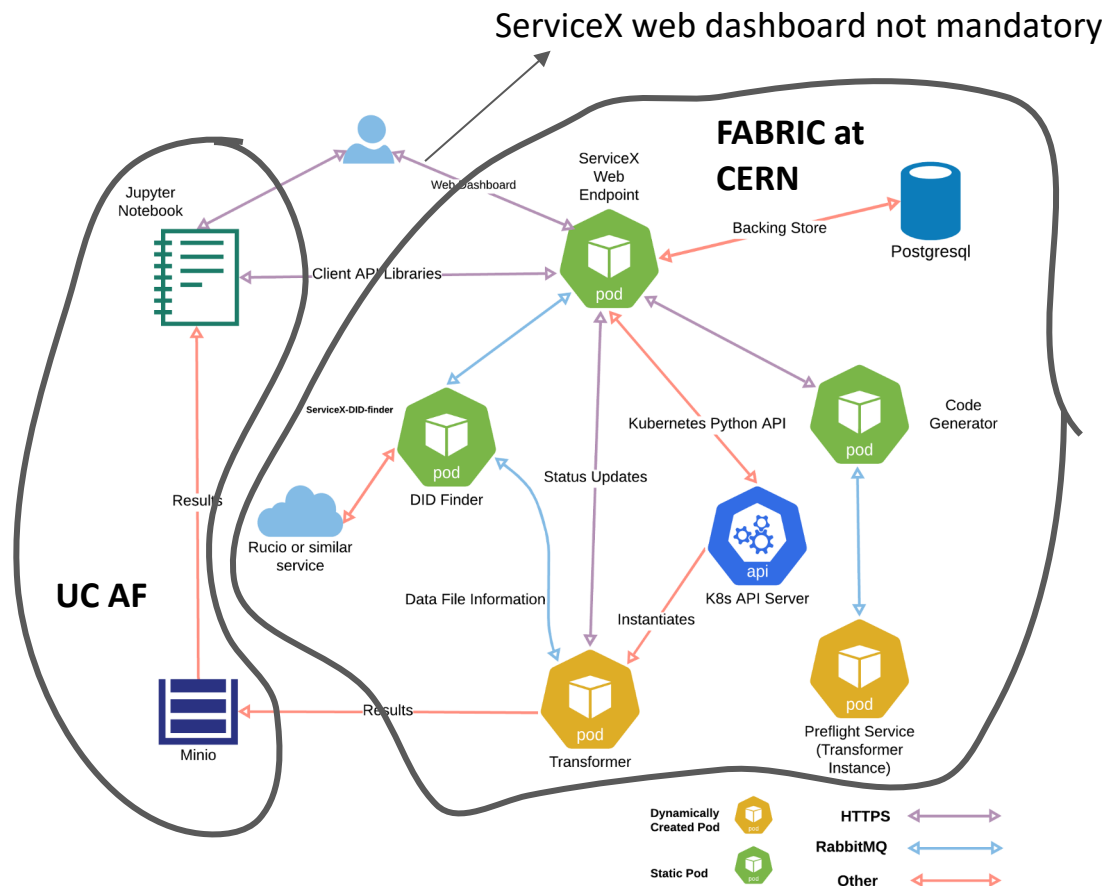 ServiceX web dashboard not mandatory
FABRIC at
CERN
ServiceX
Web
Endpoint
Web Dashboard
Jupyter
Notebook
Backing Store
Postgresql
Client API Libraries
pod
ServiceX-DID-finder
Kubernetes Python API
Code
Generator
pod
pod
Status Updates
DID Finder
Results
Rucio or similar
service
api
K8s API Server
UC AF
Data File Information
Instantiates
pod
pod
Results
Minio
Transformer
Preflight Service
(Transformer
Instance)
Dynamically
Created Pod
pod
HTTPS
RabbitMQ
Static Pod
pod
Other